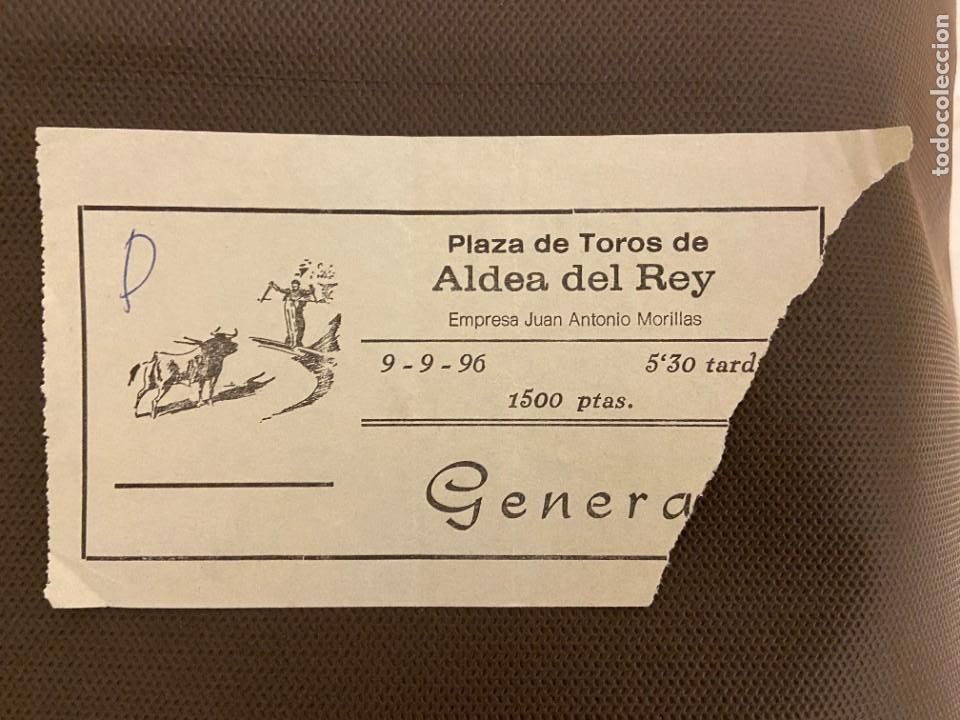 P
Plaza de Toros de
Aldea del Rey
Empresa Juan Antonio Morillas
9 - 9 - 96 5'30 tard
1500 ptas.
Genera
todocoleccion